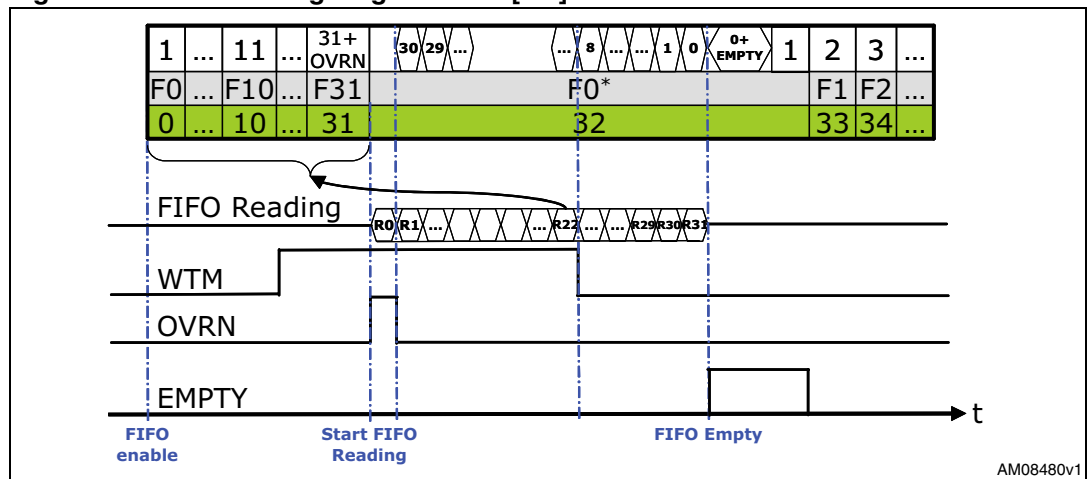 1 ... 11 ... 31+ OVRN 30 29 ... ... 8 ... ... 1 0 0+ EMPTY 1 2 3 ...
F0 ... F10 ... F31 F0* F1 F2 ...
0 ... 10 ... 31 32 33 34 ...
FIFO Reading
R0 R1 ... ... R22 ... ... R29 R30 R31
WTM
OVRN
EMPTY
t
FIFO enable
Start FIFO Reading
FIFO Empty
AM08480v1